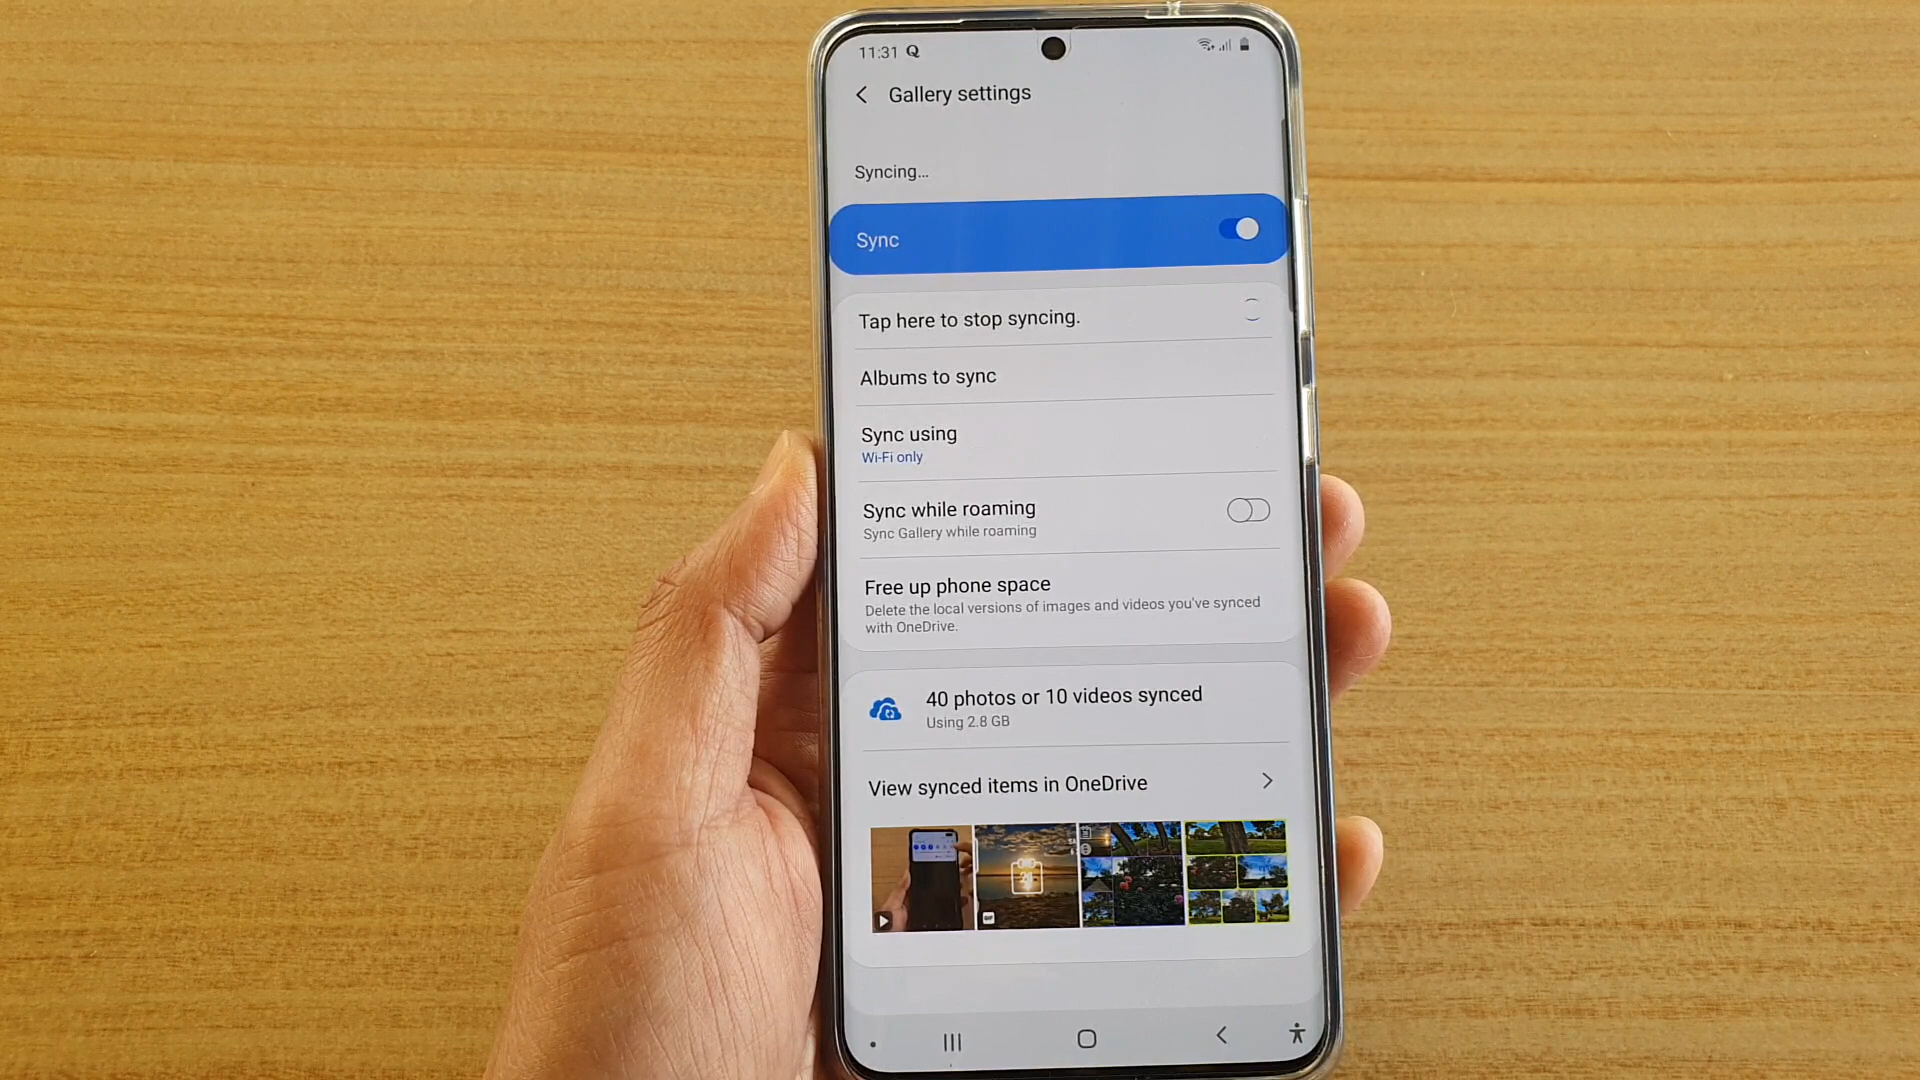 11:31
Gallery settings
Syncing...
Sync
Tap here to stop syncing.
Albums to sync
Sync using
Wi-Fi only
Sync while roaming
Sync Gallery while roaming
Free up phone space
Delete the local versions of images and videos you've synced
with OneDrive.
40 photos or 10 videos synced
Using 2.8 GB
View synced items in OneDrive
GIF